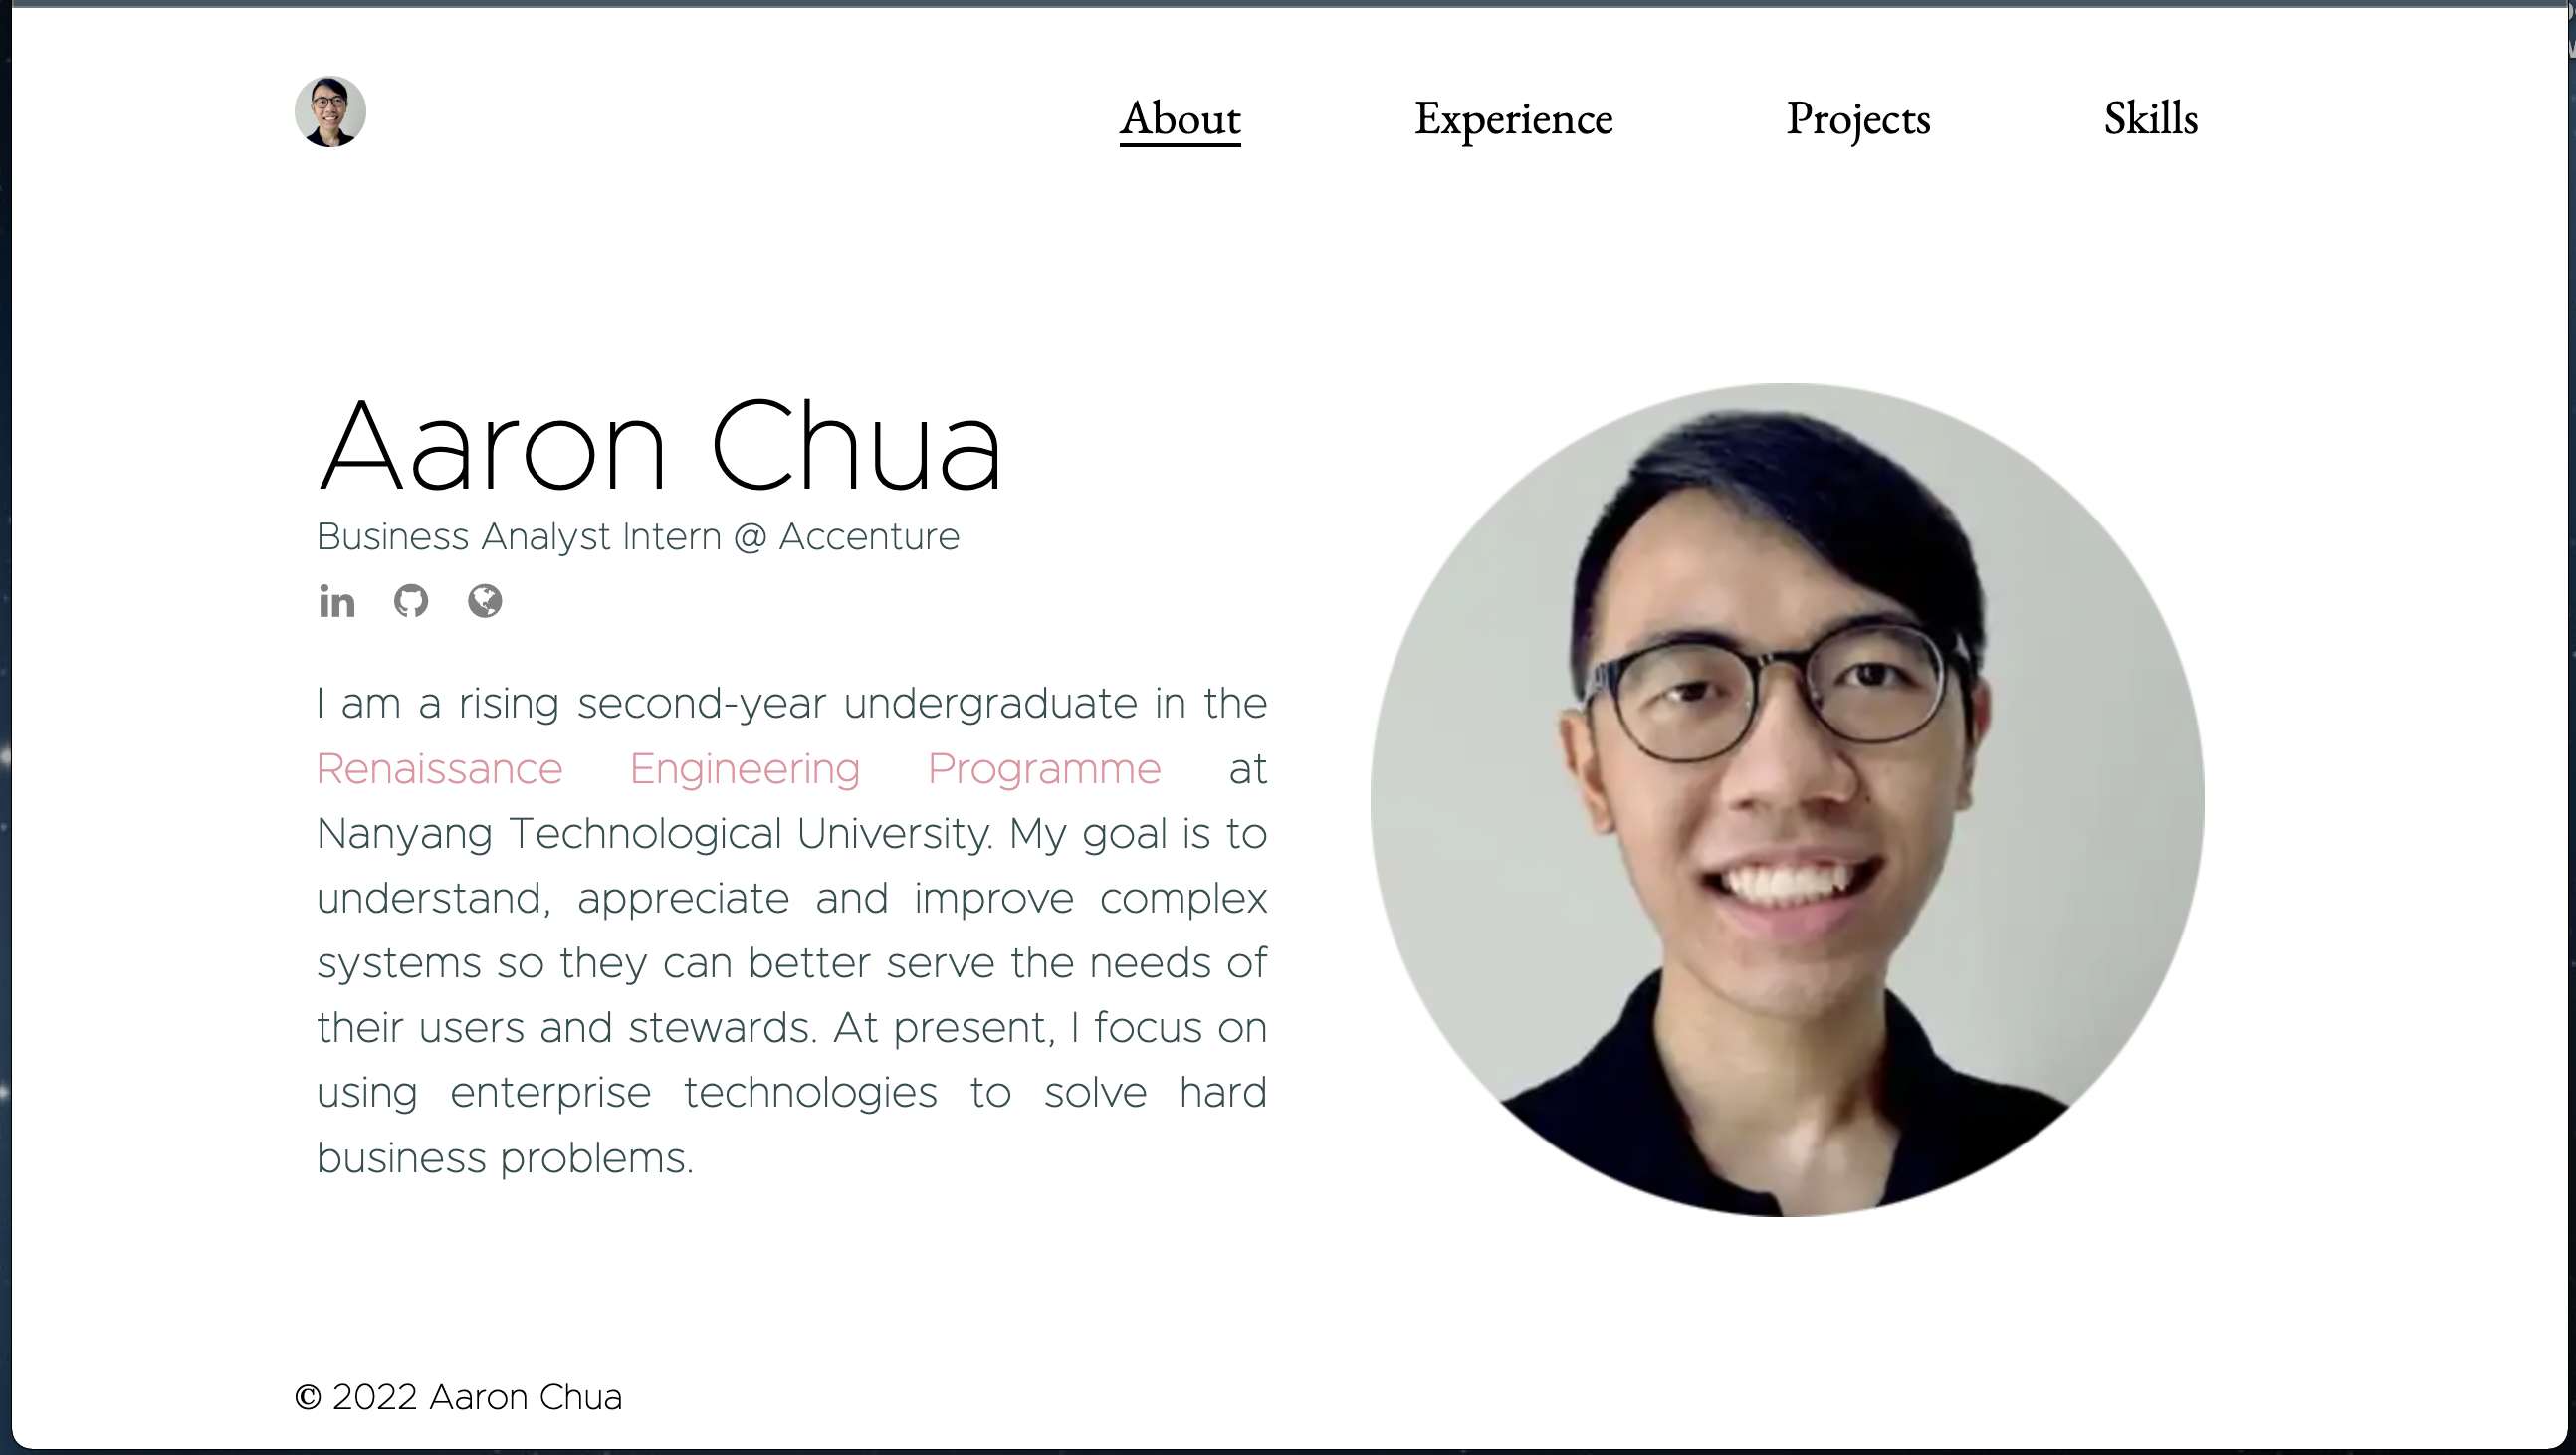 About Experience Projects Skills
Aaron Chua
Business Analyst Intern @ Accenture
in
I am a rising second-year undergraduate in the
Renaissance Engineering Programme at
Nanyang Technological University. My goal is to
understand, appreciate and improve complex
systems so they can better serve the needs of
their users and stewards. At present, I focus on
using enterprise technologies to solve hard
business problems.
© 2022 Aaron Chua